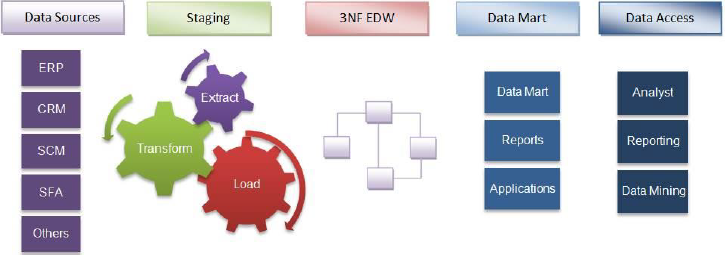 Data Sources
Staging
3NF EDW
Data Mart
Data Access
ERP
CRM
SCM
SFA
Others
Extract
Transform
Load
Data Mart
Reports
Applications
Analyst
Reporting
Data Mining